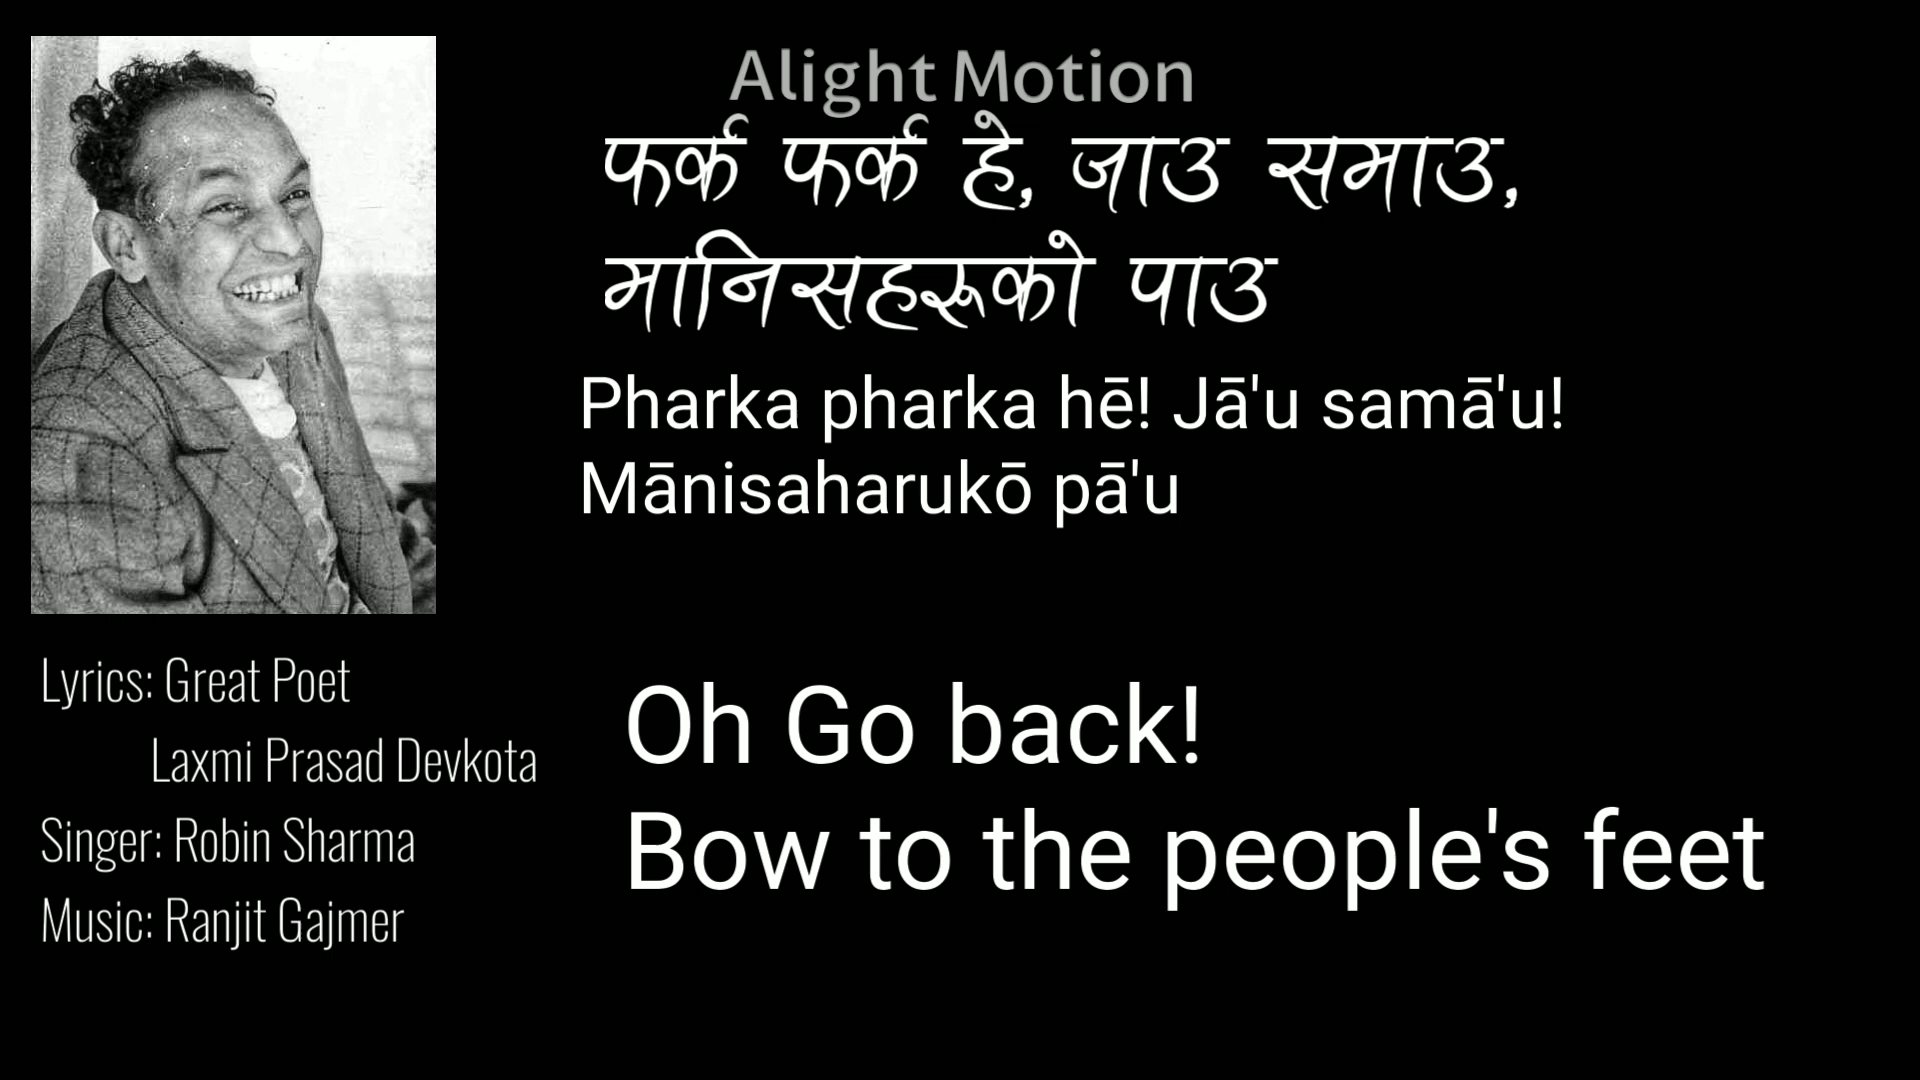 Alight Motion
फर्क फर्क हे, जाउ समाउ,
मानिसहरूको पाउ
Pharka pharka hē! Jā'u samā'u!
Mānisaharukō pā'u
Oh Go back!
Bow to the people's feet
Lyrics: Great Poet
Laxmi Prasad Devkota
Singer: Robin Sharma
Music: Ranjit Gajmer